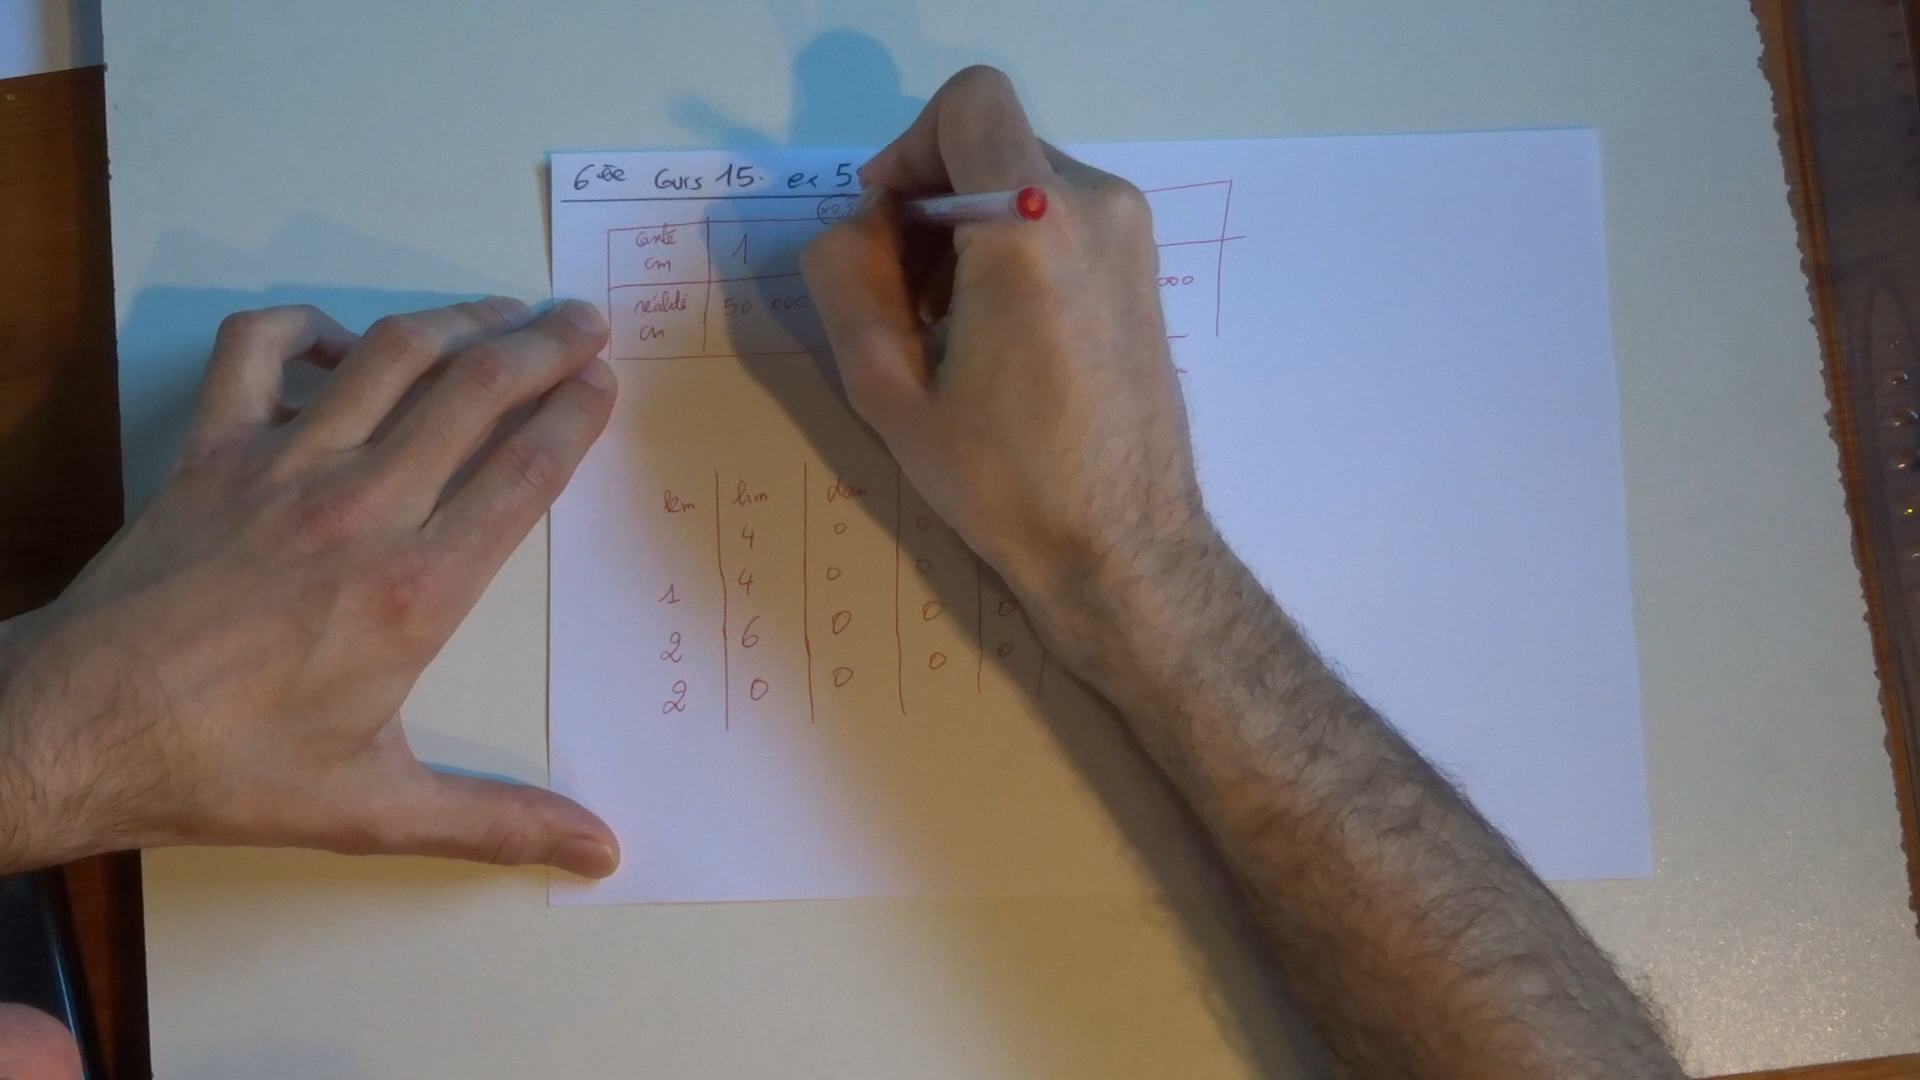 6ème Cours 15. ex 5
carte 1
cm
réalité 50 000 000
cm
km hm dam
4 0 0
1 4 0 0
2 6 0 0 0
2 0 0 0 0